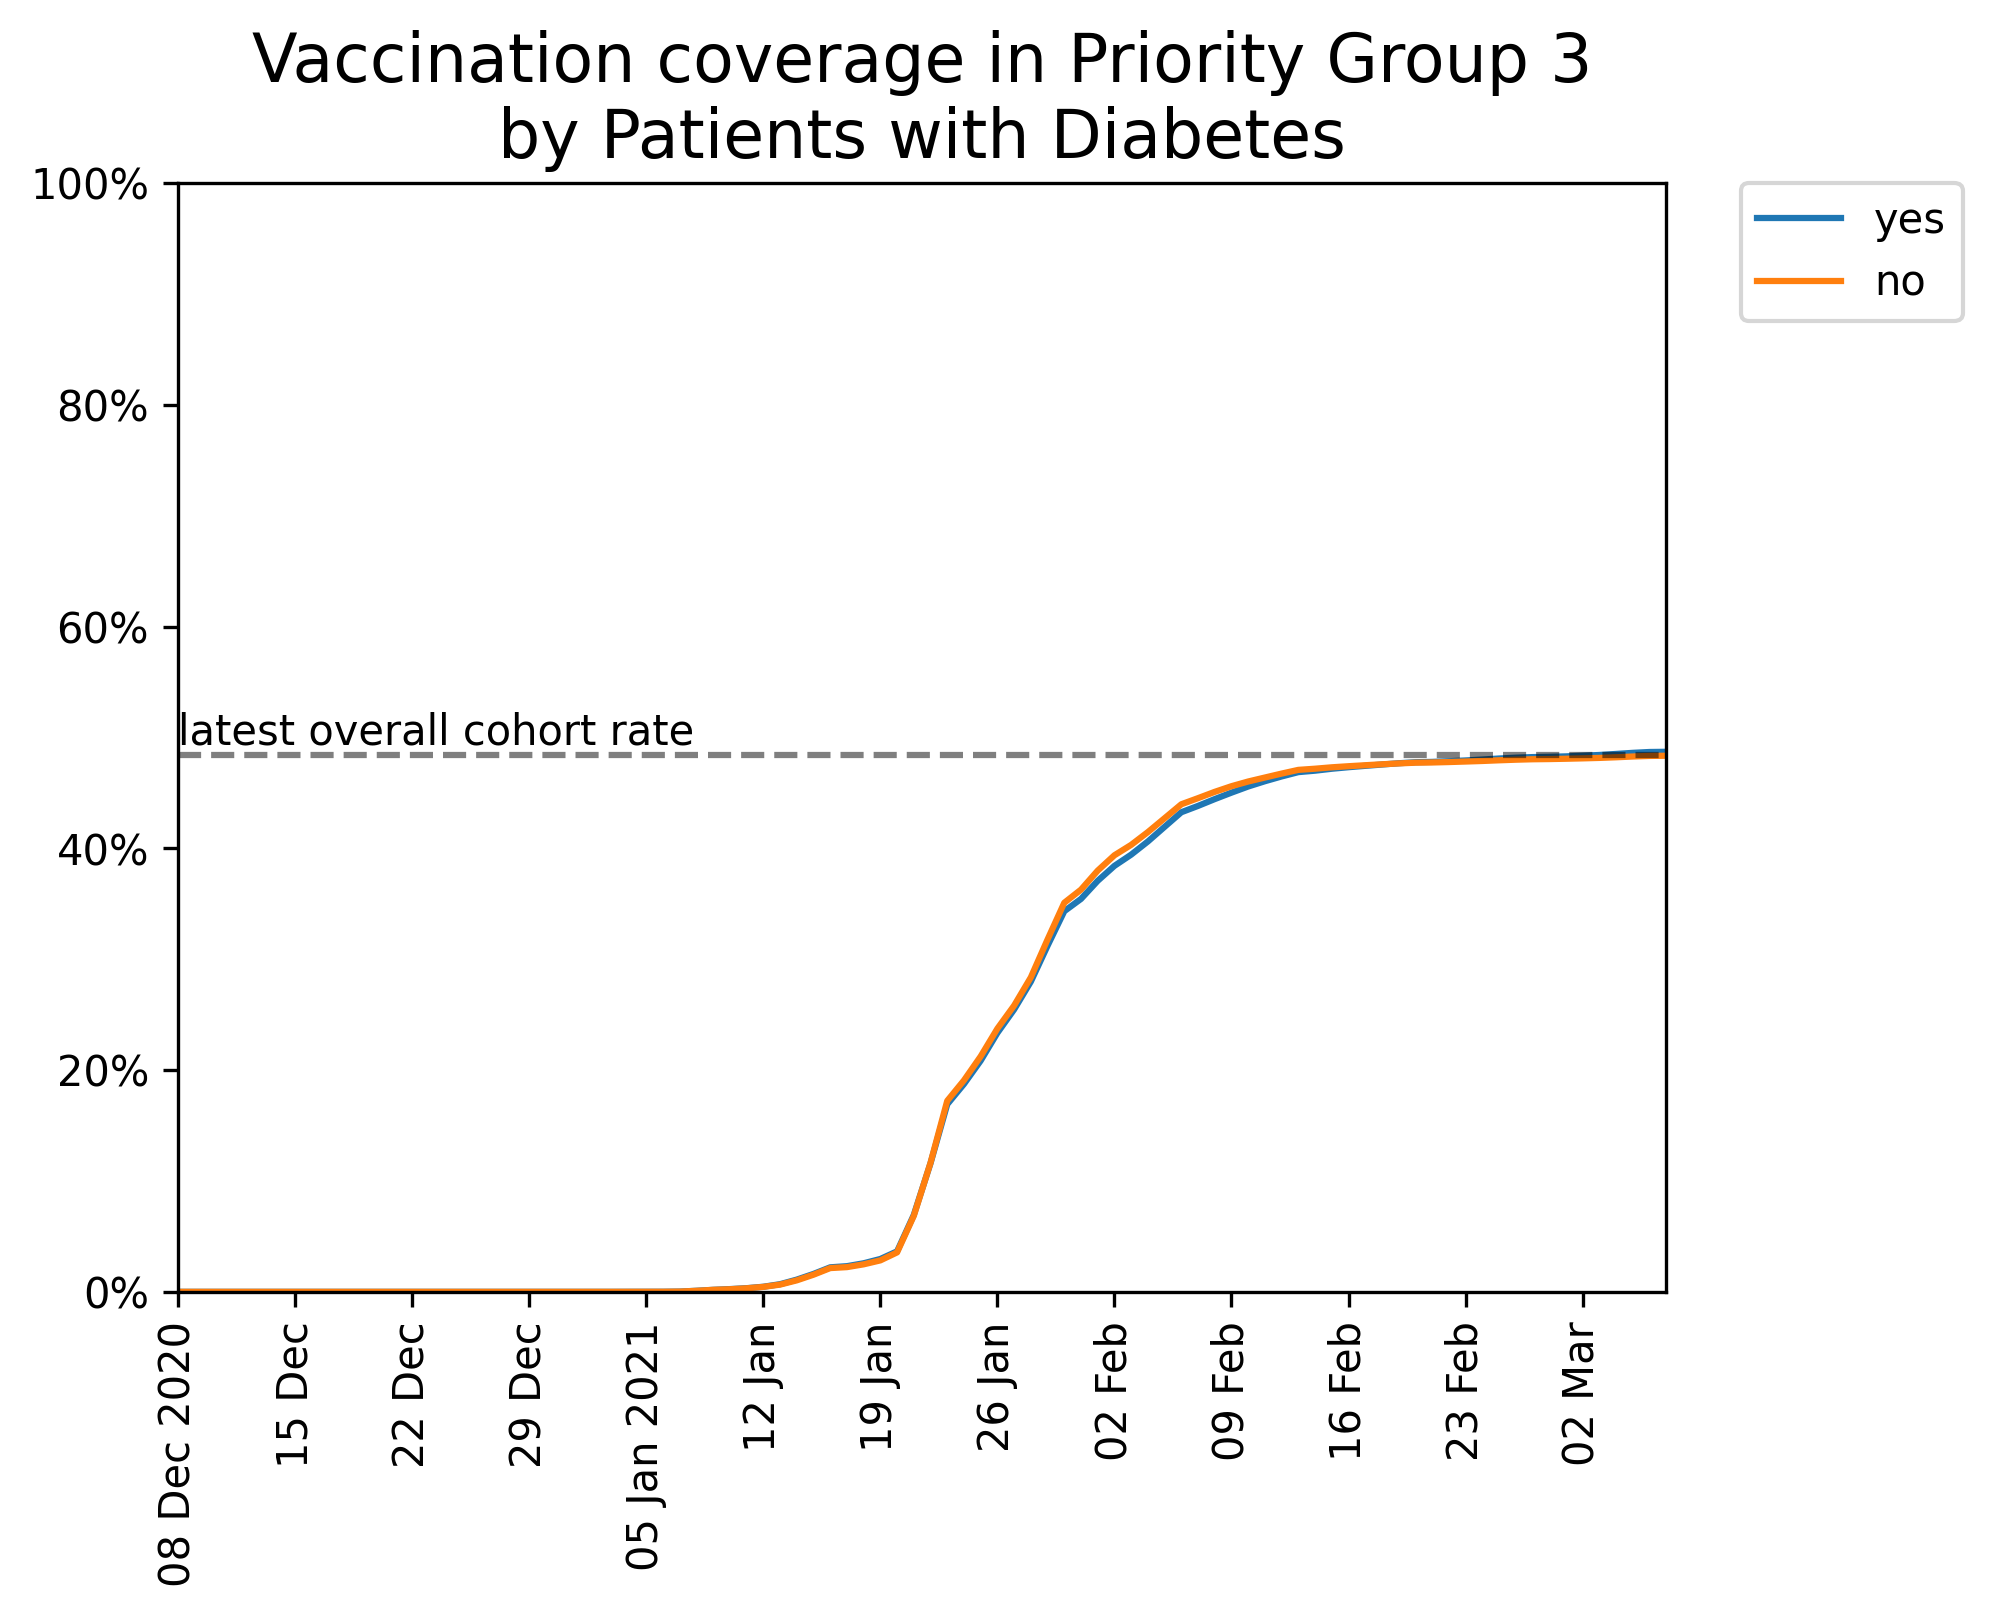 Vaccination coverage in Priority Group 3
by Patients with Diabetes
100%
80%
60%
40%
20%
0%
latest overall cohort rate
yes
no
08 Dec 2020
15 Dec
22 Dec
29 Dec
05 Jan 2021
12 Jan
19 Jan
26 Jan
02 Feb
09 Feb
16 Feb
23 Feb
02 Mar